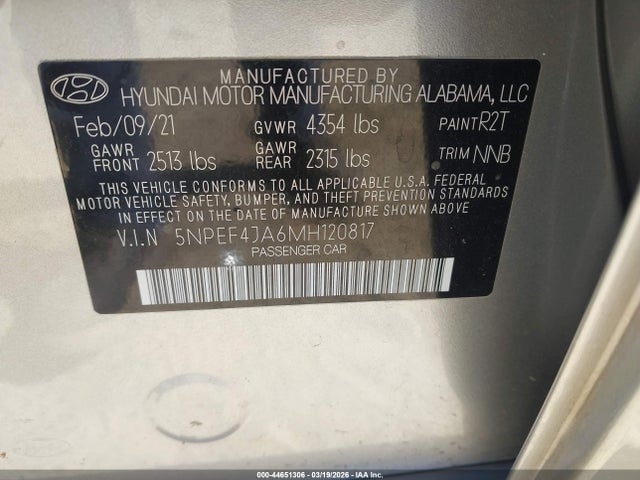 MANUFACTURED BY
HYUNDAI MOTOR MANUFACTURING ALABAMA, LLC
Feb/09/21 GVWR 4354 lbs PAINT R2T
GAWR FRONT 2513 lbs GAWR REAR 2315 lbs TRIM NNB
THIS VEHICLE CONFORMS TO ALL APPLICABLE U.S.A. FEDERAL
MOTOR VEHICLE SAFETY, BUMPER, AND THEFT PREVENTION STANDARDS
IN EFFECT ON THE DATE OF MANUFACTURE SHOWN ABOVE.
V.I.N 5NPEF4JA6MH120817
PASSENGER CAR
000-44651306 - 03/19/2026 - IAA Inc.